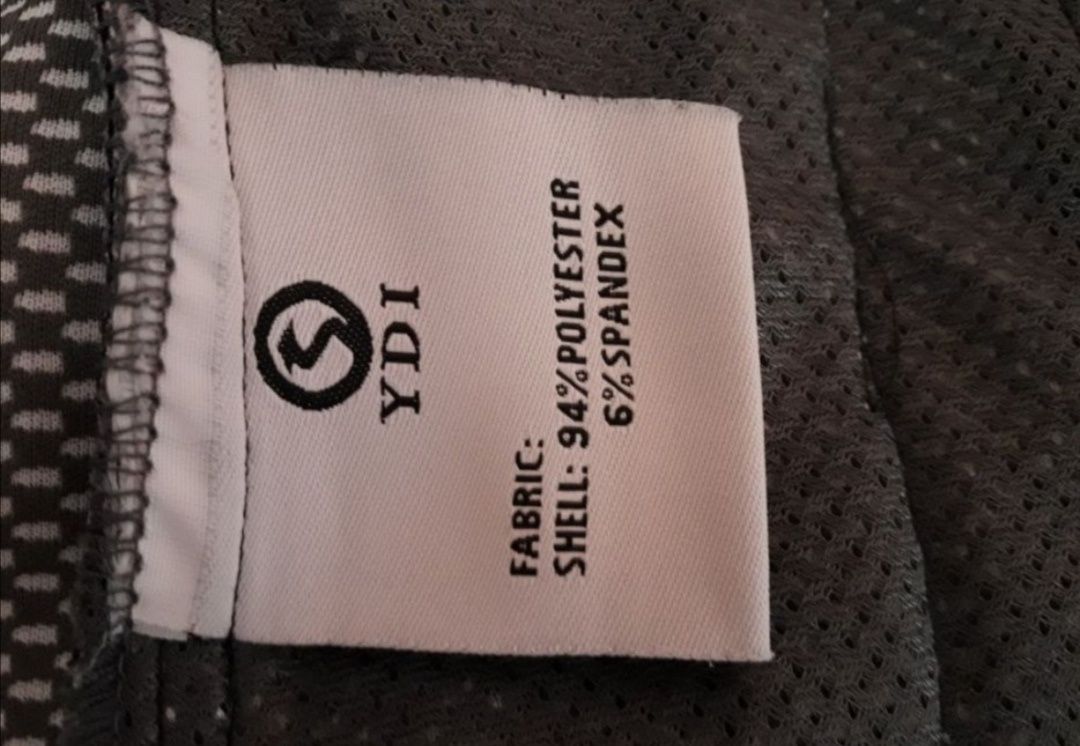 YDI
FABRIC:
SHELL: 94%POLYESTER
6%SPANDEX